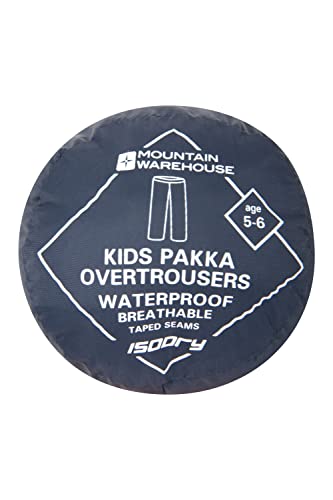 MOUNTAIN
WAREHOUSE
age
5-6
KIDS PAKKA
OVERTROUSERS
WATERPROOF
BREATHABLE
TAPED SEAMS
ISODRY